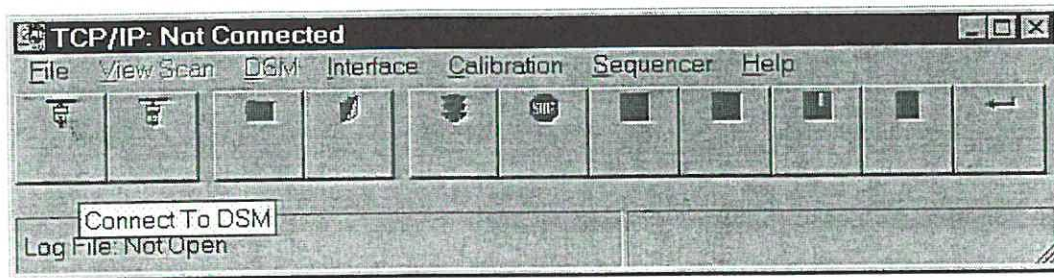 TCP/IP: Not Connected
File View Scan DSM Interface Calibration Sequencer Help
STOP
Connect To DSM
Log File: Not Open